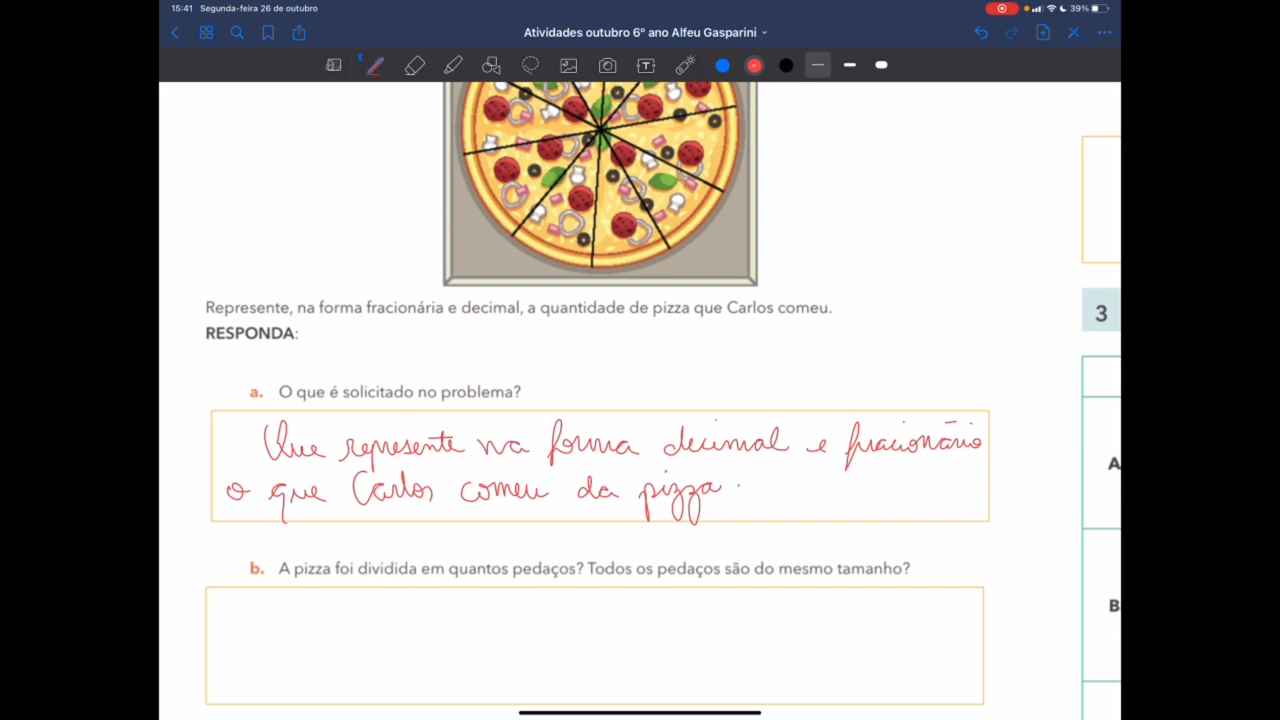 15:41 Segunda-feira 26 de outubro 39%
Atividades outubro 6º ano Alfeu Gasparini
Represente, na forma fracionária e decimal, a quantidade de pizza que Carlos comeu.
RESPONDA:
a. O que é solicitado no problema?
Que represente na forma decimal e fracionário
o que Carlos comeu da pizza.
b. A pizza foi dividida em quantos pedaços? Todos os pedaços são do mesmo tamanho?
3
A
B